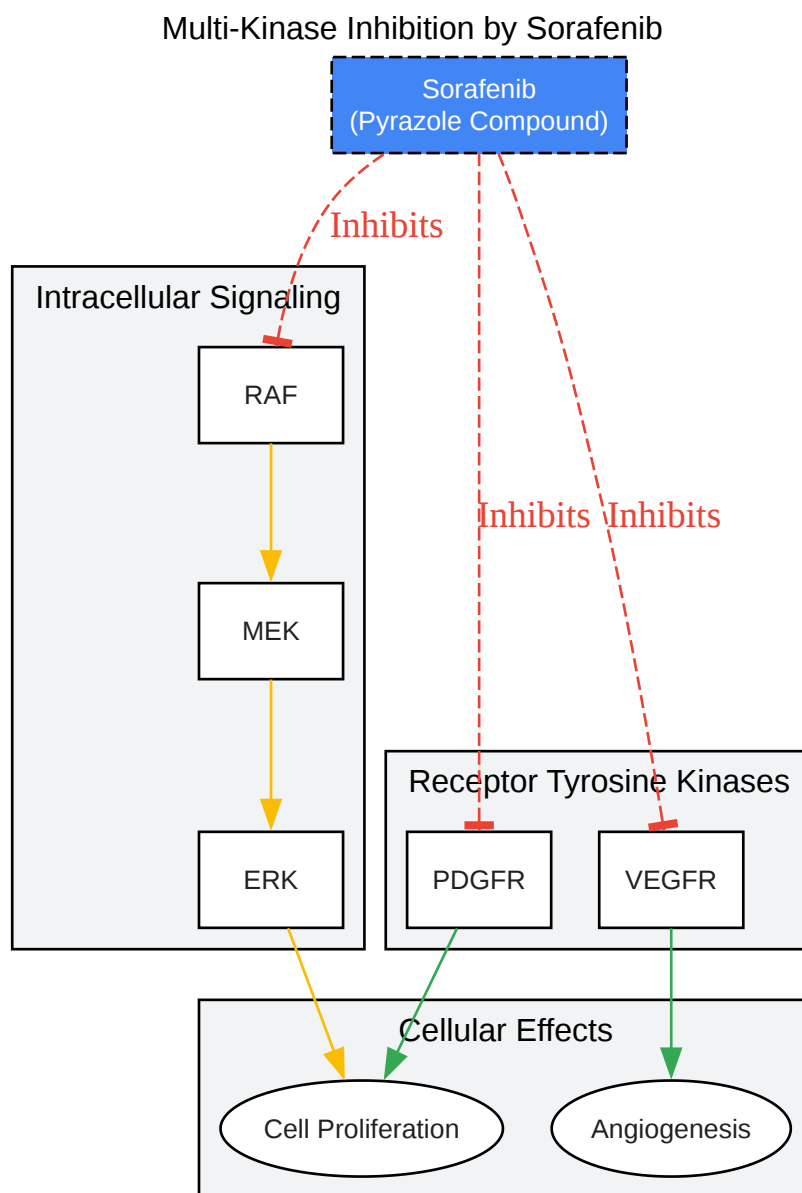 Multi-Kinase Inhibition by Sorafenib
Sorafenib
(Pyrazole Compound)
Inhibits
Intracellular Signaling
RAF
Inhibits
Inhibits
MEK
Receptor Tyrosine Kinases
ERK
PDGFR
VEGFR
Cellular Effects
Cell Proliferation
Angiogenesis